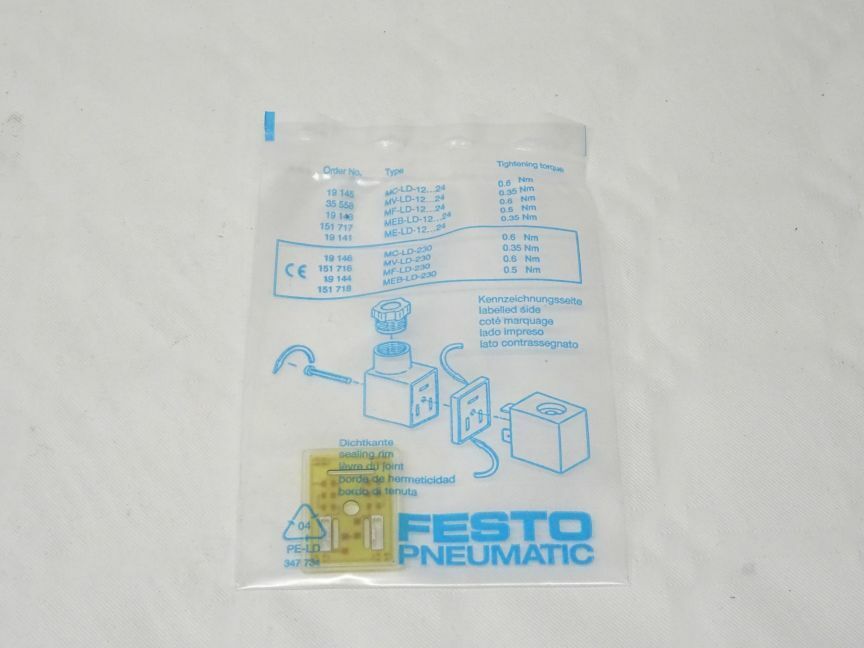 Order No. Type Tightening torque
19 145 MC-LD-12...24 0.6 Nm
35 559 MV-LD-12...24 0.35 Nm
19 143 MF-LD-12...24 0.6 Nm
151 717 MEB-LD-12...24 0.6 Nm
19 141 ME-LD-12...24 0.35 Nm
19 146 MC-LD-230 0.6 Nm
151 716 MV-LD-230 0.35 Nm
19 144 MF-LD-230 0.6 Nm
151 718 MEB-LD-230 0.5 Nm
CE
Kennzeichnungsseite
labelled side
coté marquage
lado impreso
lato contrassegnato
Dichtkante
sealing rim
lèvre du joint
borde de hermeticidad
bordo di tenuta
04
PE-LD
347 734
FESTO
PNEUMATIC